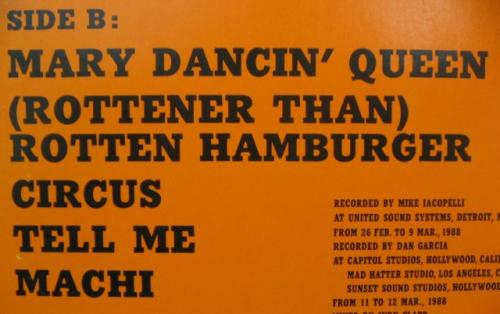 SIDE B:
MARY DANCIN' QUEEN
(ROTTENER THAN)
ROTTEN HAMBURGER
CIRCUS
TELL ME
MACHI
RECORDED BY MIKE IACOPELLI
AT UNITED SOUND SYSTEMS, DETROIT,
FROM 26 FEB. TO 9 MAR., 1988
RECORDED BY DAN GARCIA
AT CAPITOL STUDIOS, HOLLYWOOD,
MAD HATTER STUDIO, LOS ANGELES,
SUNSET SOUND STUDIOS, HOLLYWOOD
FROM 11 TO 12 MAR., 1988